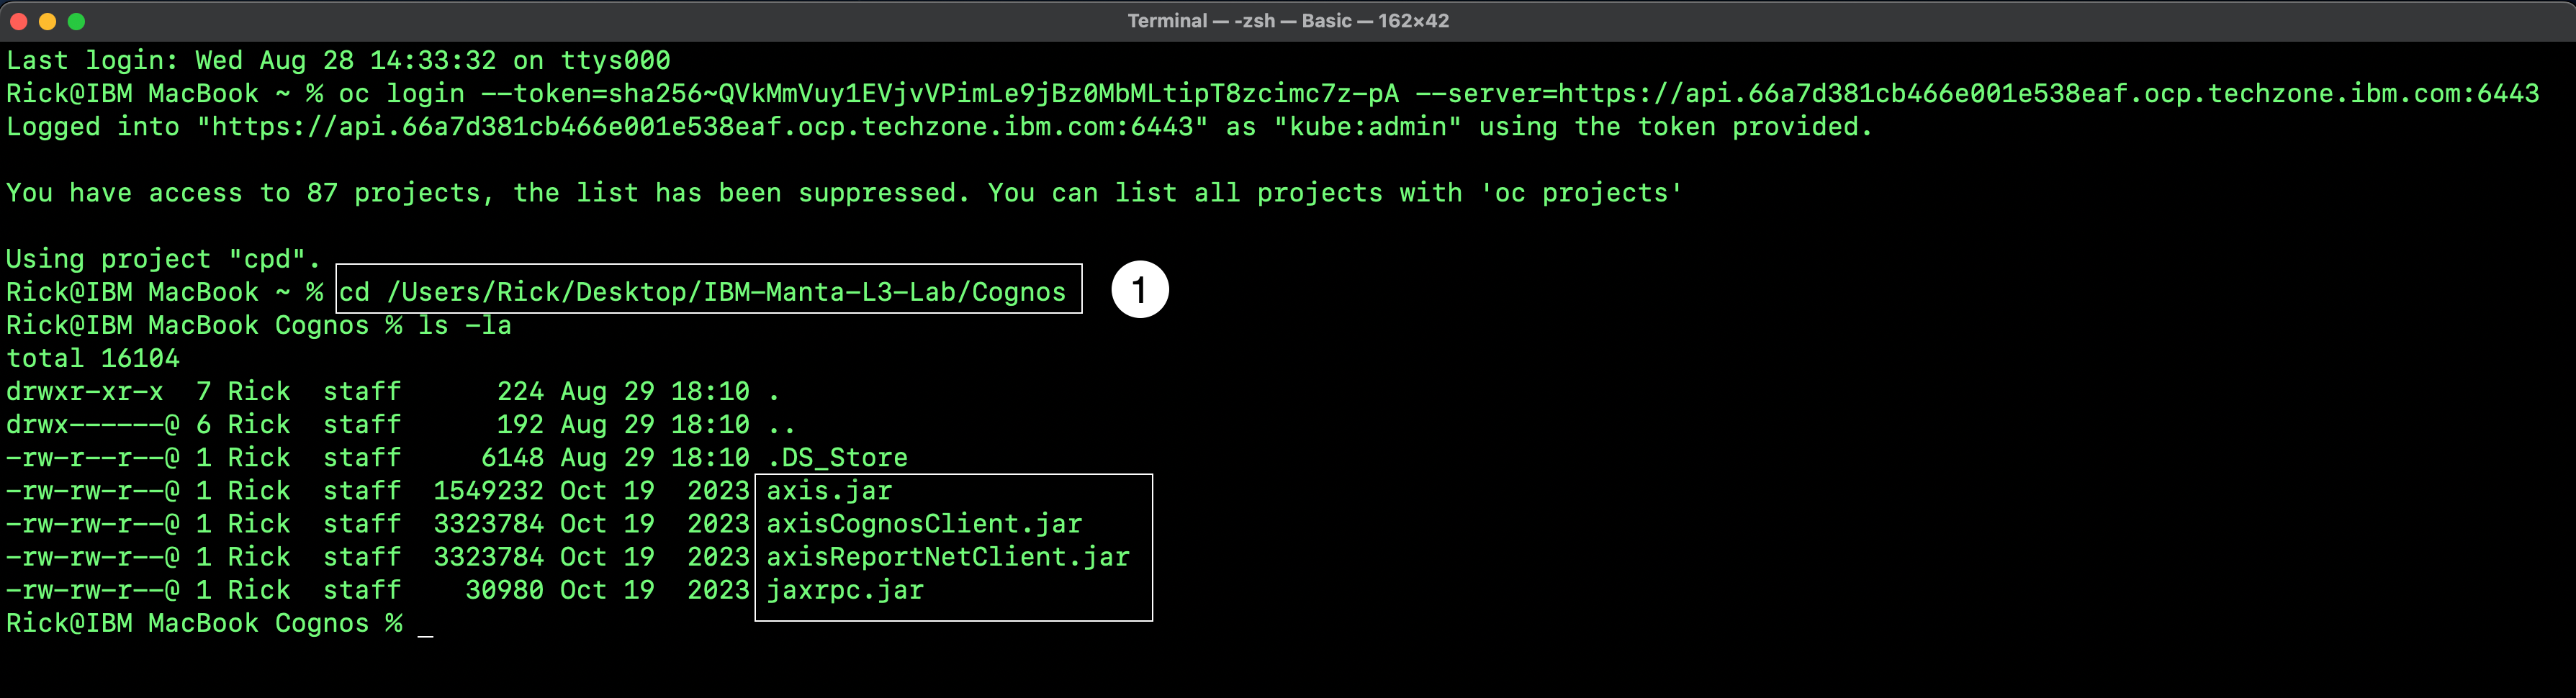 Terminal — -zsh — Basic — 162×42
Last login: Wed Aug 28 14:33:32 on ttys000
Rick@IBM MacBook ~ % oc login --token=sha256~QVkMmVuy1EVjvVPimLe9jBz0MbMLtipT8zcimc7z-pA --server=https://api.66a7d381cb466e001e538eaf.ocp.techzone.ibm.com:6443
Logged into "https://api.66a7d381cb466e001e538eaf.ocp.techzone.ibm.com:6443" as "kube:admin" using the token provided.
You have access to 87 projects, the list has been suppressed. You can list all projects with 'oc projects'
Using project "cpd".
Rick@IBM MacBook ~ % cd /Users/Rick/Desktop/IBM-Manta-L3-Lab/Cognos 1
Rick@IBM MacBook Cognos % ls -la
total 16104
drwxr-xr-x  7 Rick  staff      224 Aug 29 18:10 .
drwx------@ 6 Rick  staff      192 Aug 29 18:10 ..
-rw-r--r--@ 1 Rick  staff     6148 Aug 29 18:10 .DS_Store
-rw-rw-r--@ 1 Rick  staff  1549232 Oct 19  2023 axis.jar
-rw-rw-r--@ 1 Rick  staff  3323784 Oct 19  2023 axisCognosClient.jar
-rw-rw-r--@ 1 Rick  staff  3323784 Oct 19  2023 axisReportNetClient.jar
-rw-rw-r--@ 1 Rick  staff    30980 Oct 19  2023 jaxrpc.jar
Rick@IBM MacBook Cognos % _